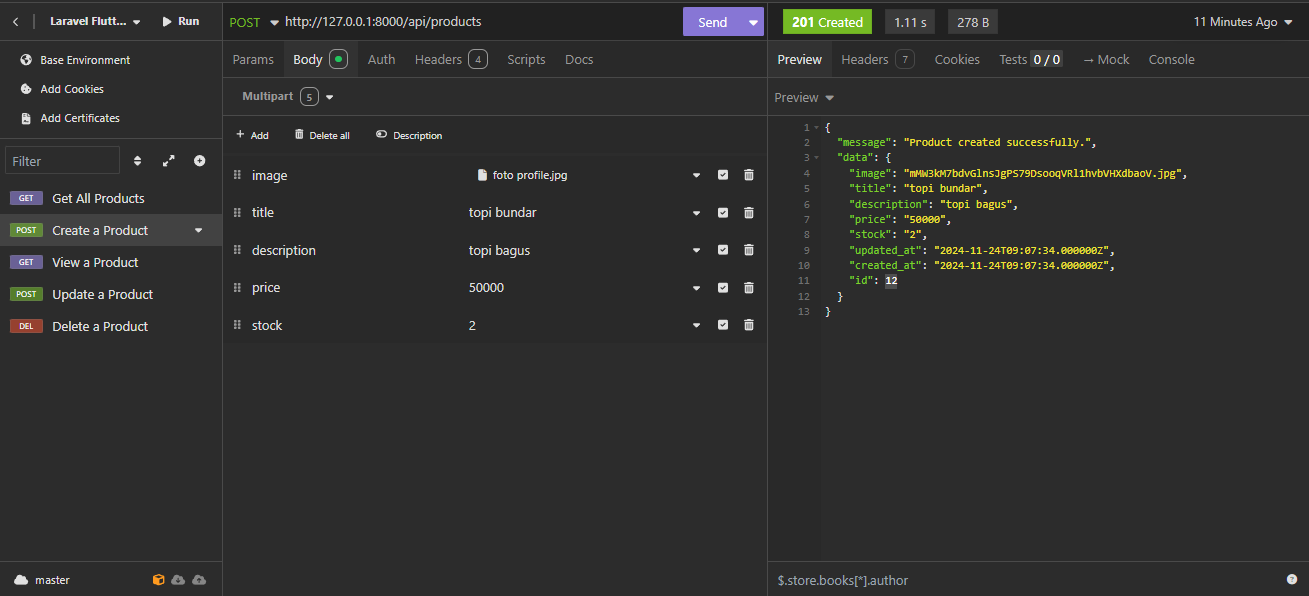 Laravel Flutt...
Run
POST http://127.0.0.1:8000/api/products
Send
201 Created
1.11 s
278 B
11 Minutes Ago
Base Environment
Add Cookies
Add Certificates
Filter
GET Get All Products
POST Create a Product
GET View a Product
POST Update a Product
DEL Delete a Product
master
Params
Body
Auth
Headers 4
Scripts
Docs
Multipart 5
+ Add
Delete all
Description
image foto profile.jpg
title topi bundar
description topi bagus
price 50000
stock 2
Preview
Headers 7
Cookies
Tests 0 / 0
→ Mock
Console
Preview
1 {
2 "message": "Product created successfully.",
3 "data": {
4 "image": "mMW3kM7bdvGlnsJgPS79DsooqVRl1hvbVHXdbaoV.jpg",
5 "title": "topi bundar",
6 "description": "topi bagus",
7 "price": "50000",
8 "stock": "2",
9 "updated_at": "2024-11-24T09:07:34.000000Z",
10 "created_at": "2024-11-24T09:07:34.000000Z",
11 "id": 12
12 }
13 }
$.store.books[*].author